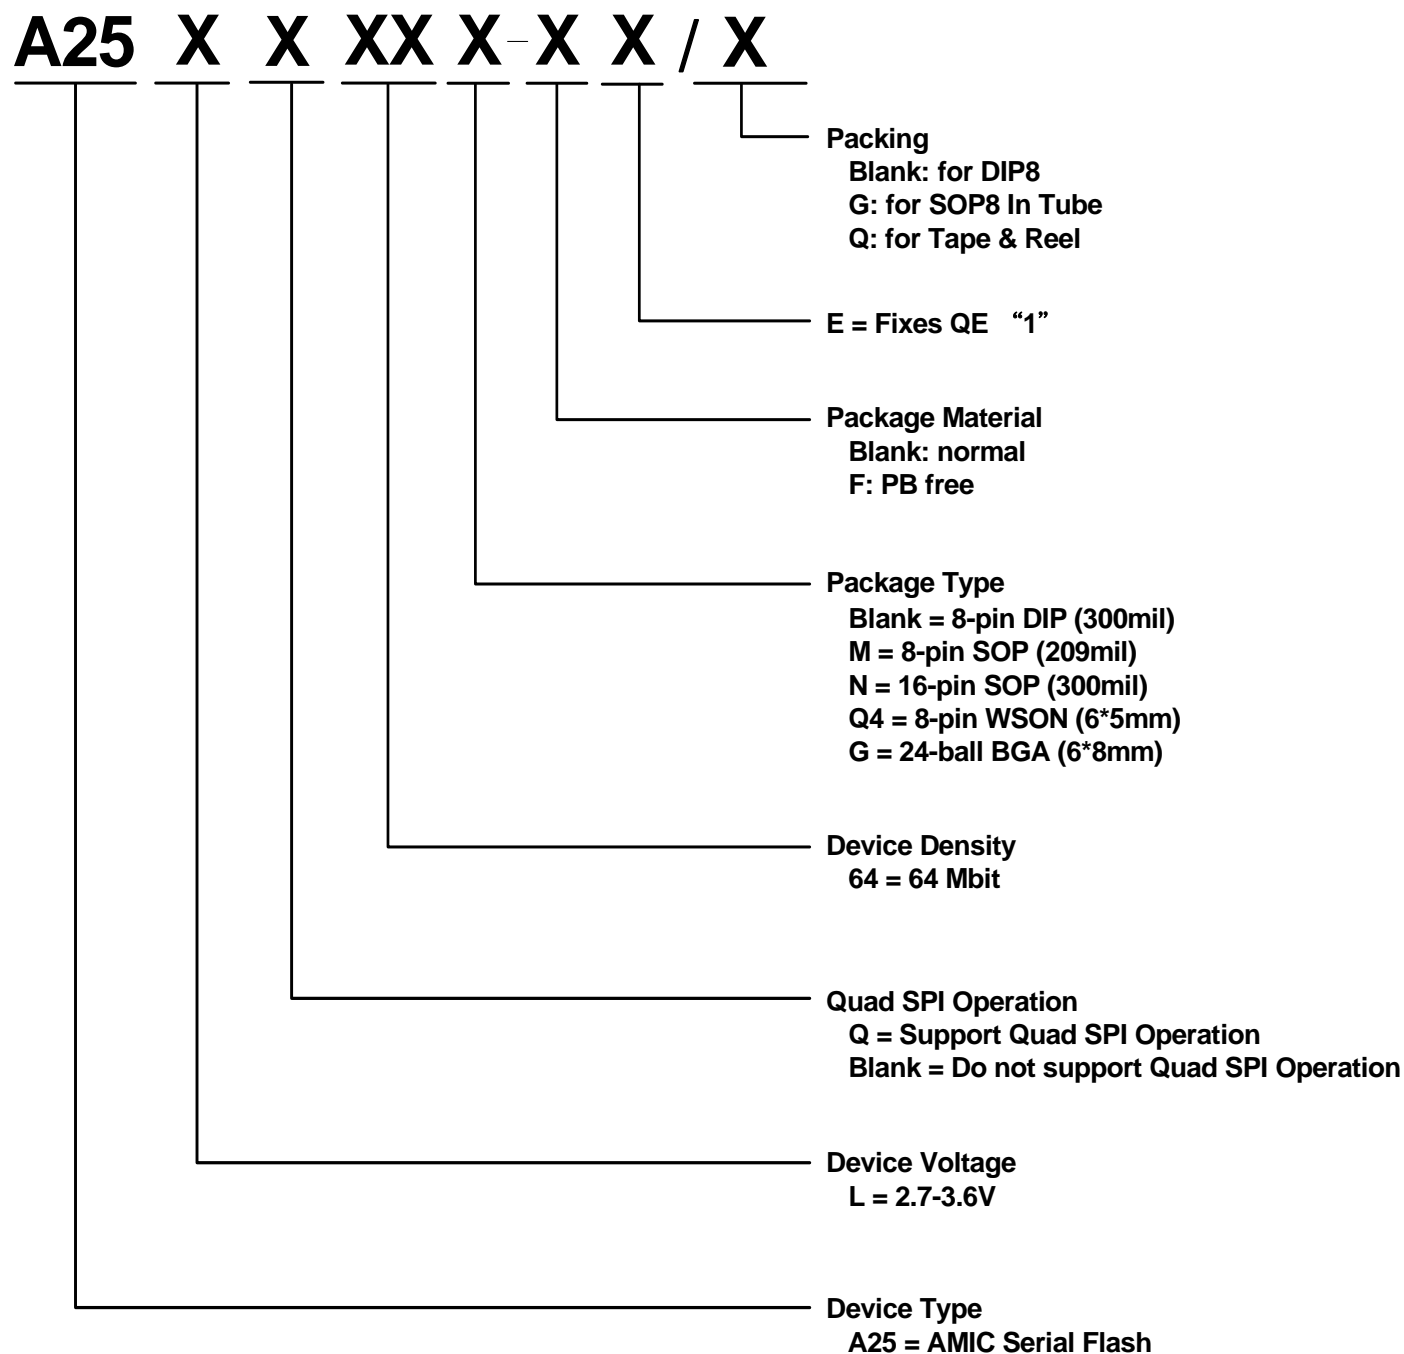 A25 X X XX X-X X / X
Packing
Blank: for DIP8
G: for SOP8 In Tube
Q: for Tape & Reel
E = Fixes QE “1”
Package Material
Blank: normal
F: PB free
Package Type
Blank = 8-pin DIP (300mil)
M = 8-pin SOP (209mil)
N = 16-pin SOP (300mil)
Q4 = 8-pin WSON (6*5mm)
G = 24-ball BGA (6*8mm)
Device Density
64 = 64 Mbit
Quad SPI Operation
Q = Support Quad SPI Operation
Blank = Do not support Quad SPI Operation
Device Voltage
L = 2.7-3.6V
Device Type
A25 = AMIC Serial Flash